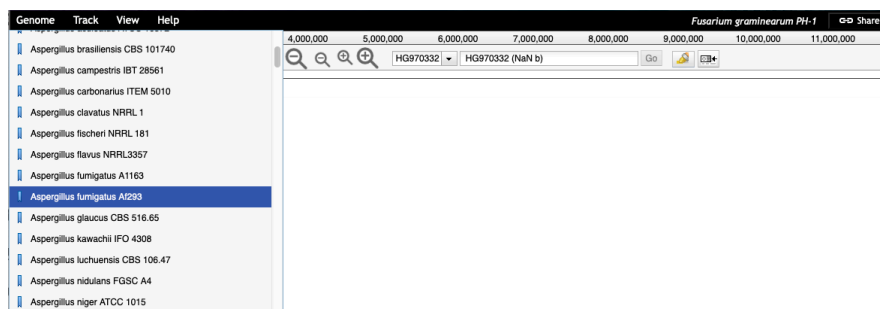 Genome Track View Help Fusarium graminearum PH-1 Share
4,000,000 5,000,000 6,000,000 7,000,000 8,000,000 9,000,000 10,000,000 11,000,000
HG970332 HG970332 (NaN b) Go
Aspergillus brasiliensis CBS 101740
Aspergillus campestris IBT 28561
Aspergillus carbonarius ITEM 5010
Aspergillus clavatus NRRL 1
Aspergillus fischeri NRRL 181
Aspergillus flavus NRRL3357
Aspergillus fumigatus A1163
Aspergillus fumigatus Af293
Aspergillus glaucus CBS 516.65
Aspergillus kawachii IFO 4308
Aspergillus luchuensis CBS 106.47
Aspergillus nidulans FGSC A4
Aspergillus niger ATCC 1015